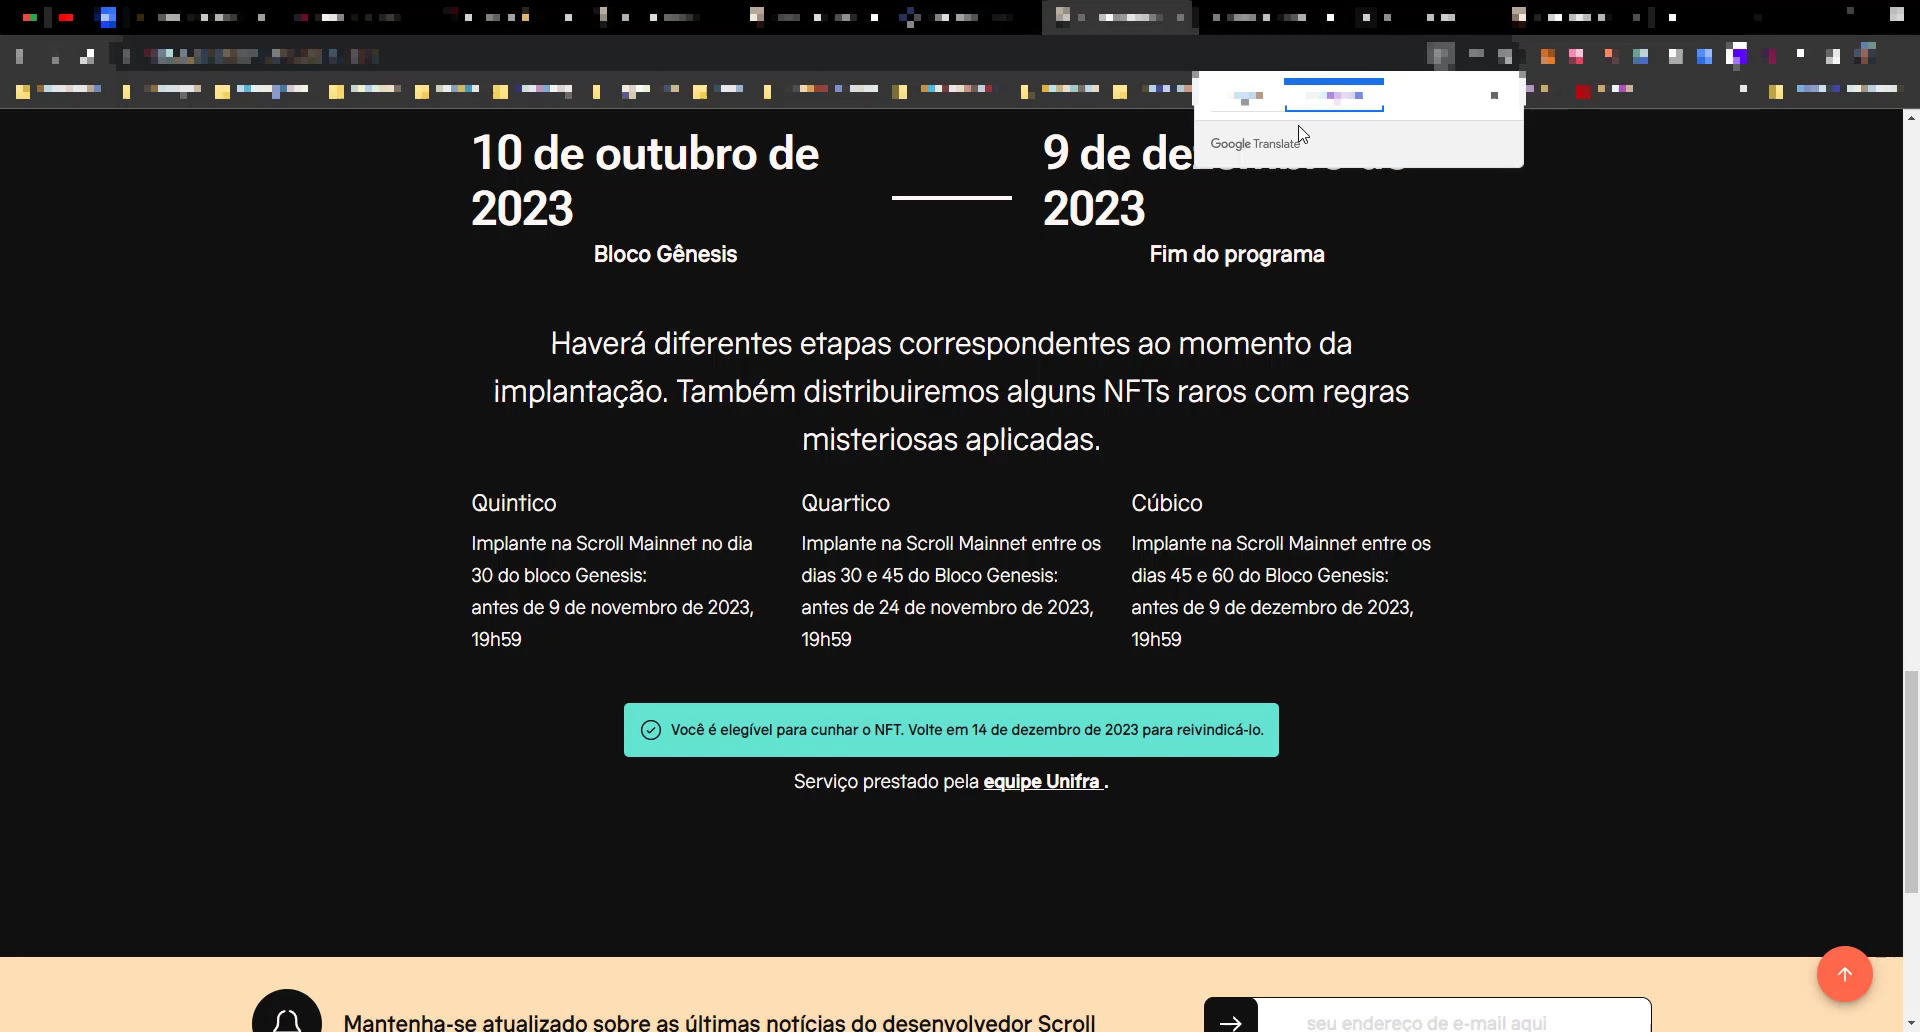 Google Translate
10 de outubro de
2023
Bloco Gênesis
9 de
2023
Fim do programa
Haverá diferentes etapas correspondentes ao momento da
implantação. Também distribuiremos alguns NFTs raros com regras
misteriosas aplicadas.
Quintico
Implante na Scroll Mainnet no dia
30 do bloco Genesis:
antes de 9 de novembro de 2023,
19h59
Quartico
Implante na Scroll Mainnet entre os
dias 30 e 45 do Bloco Genesis:
antes de 24 de novembro de 2023,
19h59
Cúbico
Implante na Scroll Mainnet entre os
dias 45 e 60 do Bloco Genesis:
antes de 9 de dezembro de 2023,
19h59
Você é elegível para cunhar o NFT. Volte em 14 de dezembro de 2023 para reivindicá-lo.
Serviço prestado pela equipe Unifra .
Mantenha-se atualizado sobre as últimas notícias do desenvolvedor Scroll
seu endereço de e-mail aqui